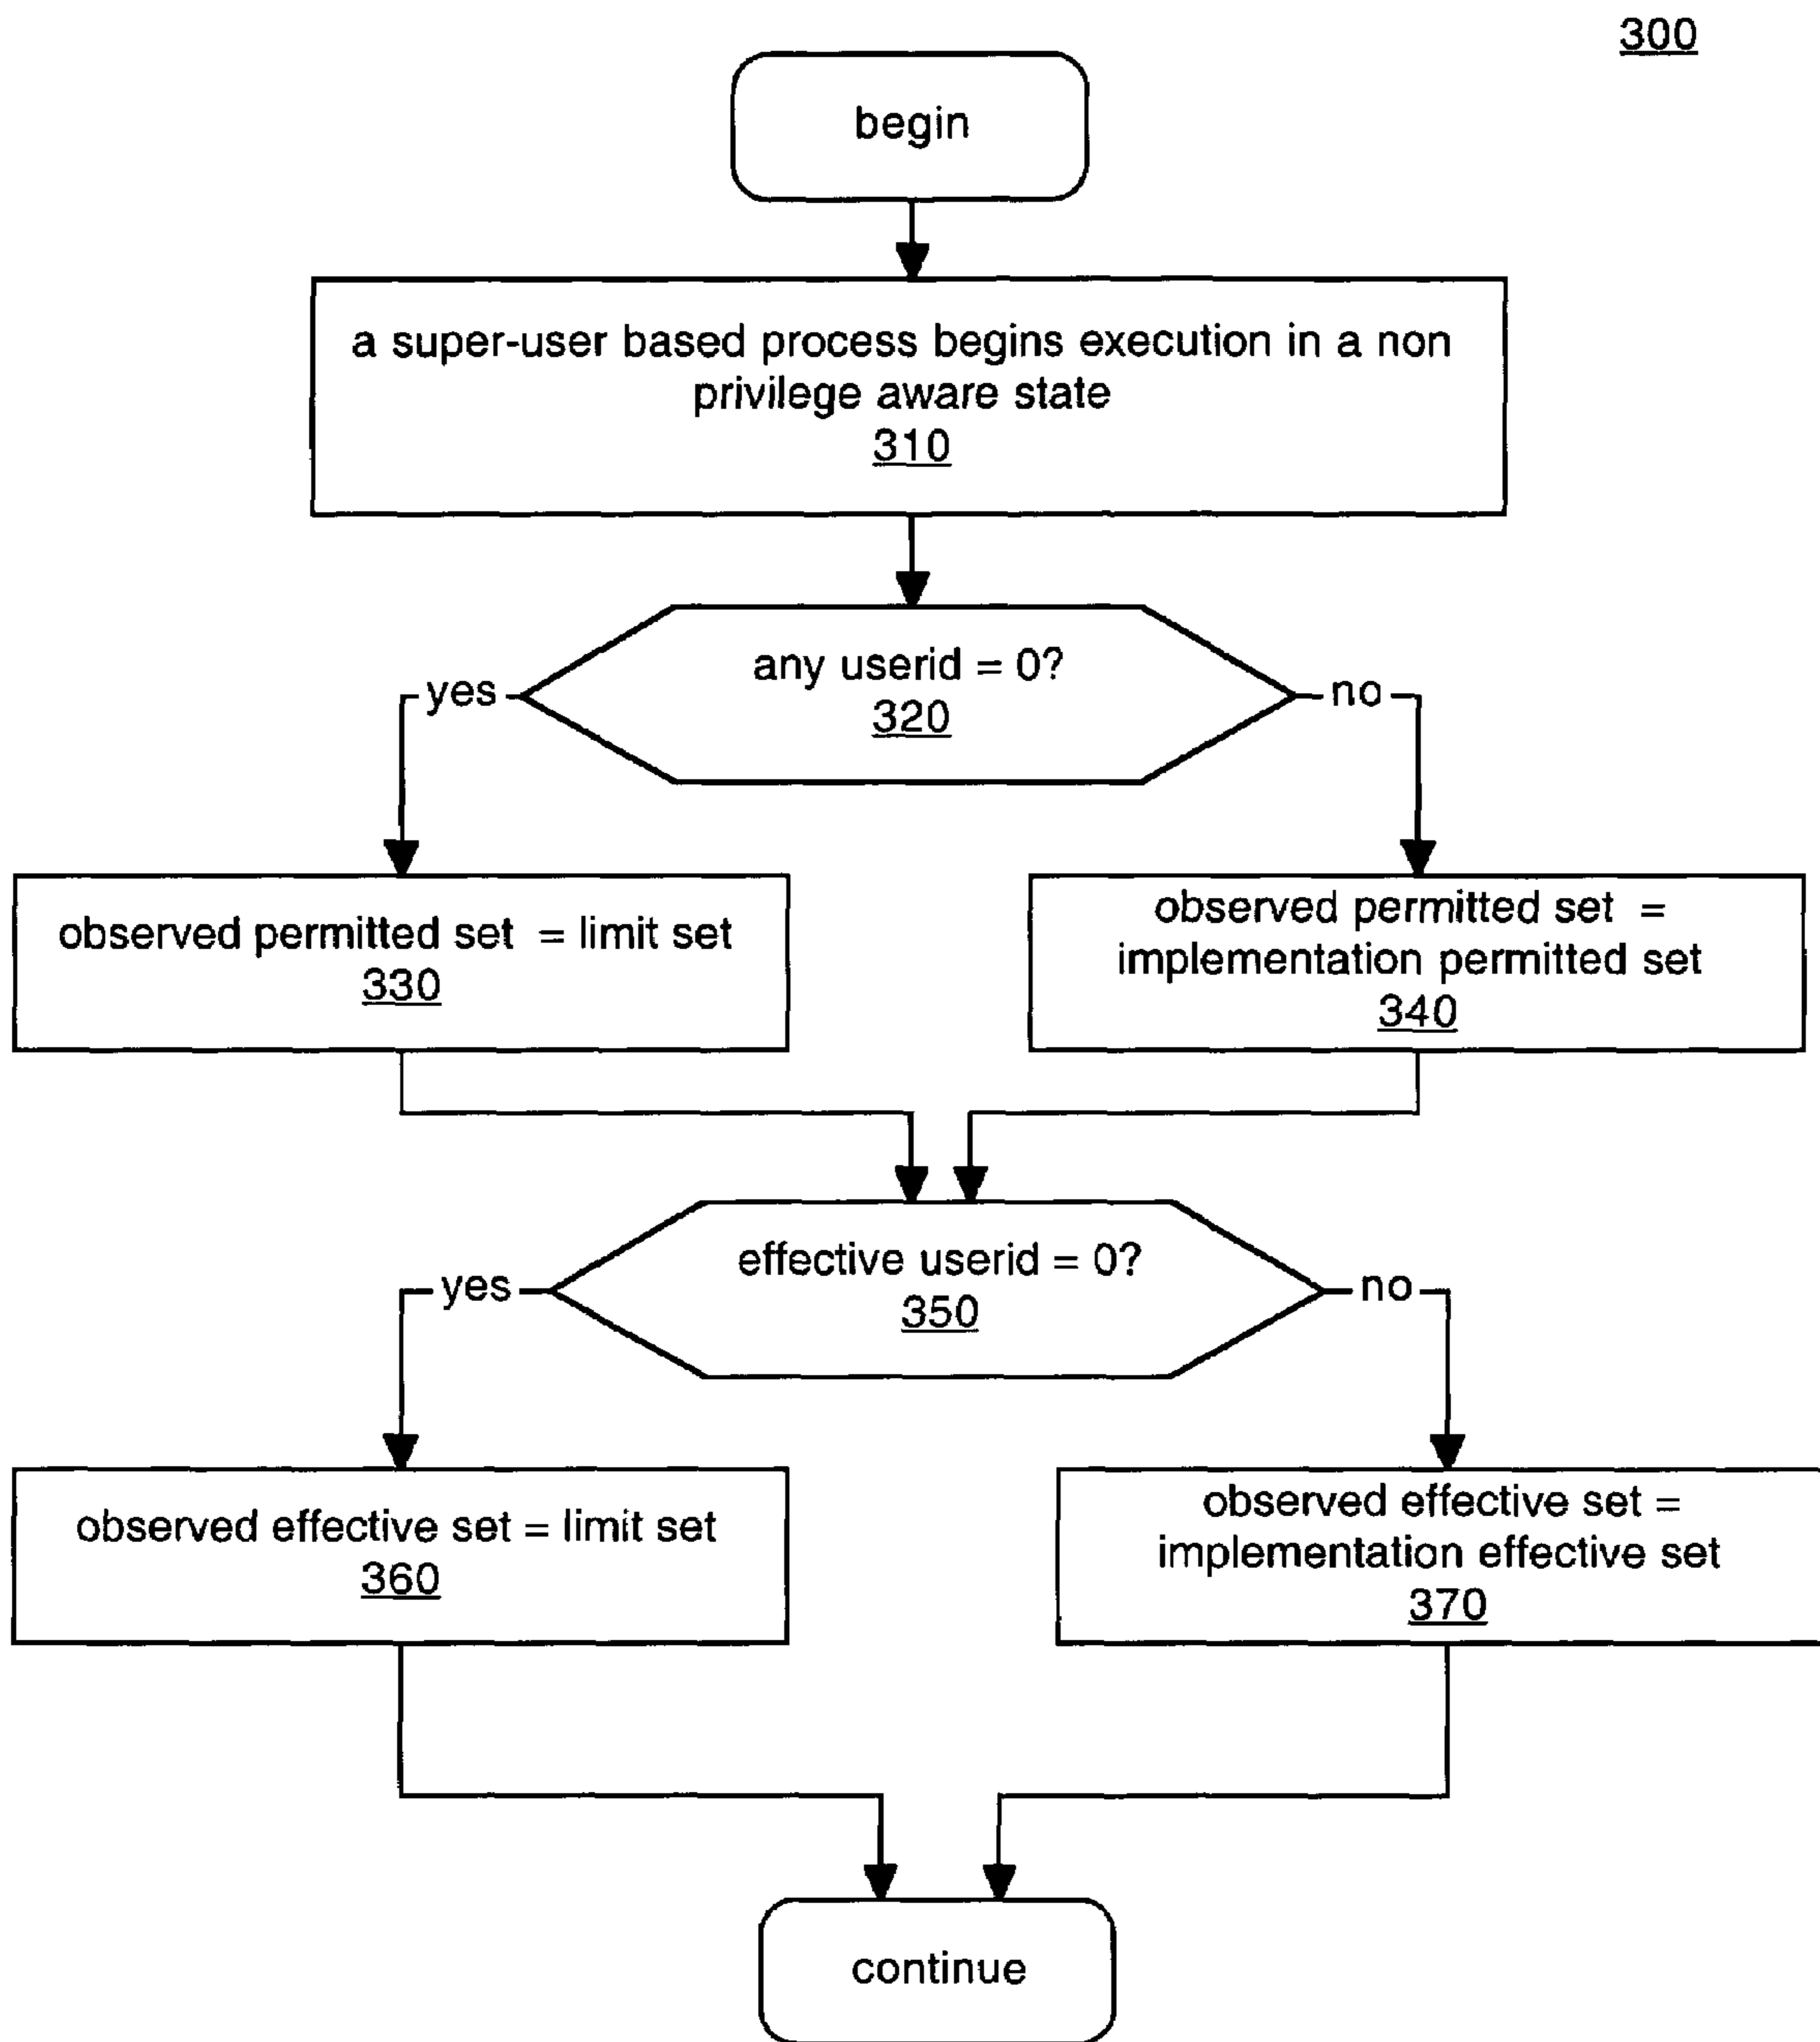 300
begin
a super-user based process begins execution in a non
privilege aware state
310
any userid = 0?
320
yes
no
observed permitted set = limit set
330
observed permitted set =
implementation permitted set
340
effective userid = 0?
350
yes
no
observed effective set = limit set
360
observed effective set =
implementation effective set
370
continue